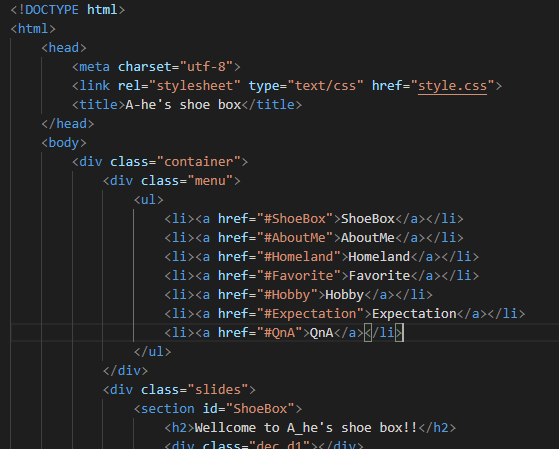 <!DOCTYPE html>
<html>
<head>
<meta charset="utf-8">
<link rel="stylesheet" type="text/css" href="style.css">
<title>A-he's shoe box</title>
</head>
<body>
<div class="container">
<div class="menu">
<ul>
<li><a href="#ShoeBox">ShoeBox</a></li>
<li><a href="#AboutMe">AboutMe</a></li>
<li><a href="#Homeland">Homeland</a></li>
<li><a href="#Favorite">Favorite</a></li>
<li><a href="#Hobby">Hobby</a></li>
<li><a href="#Expectation">Expectation</a></li>
<li><a href="#QnA">QnA</a></li>
</ul>
</div>
<div class="slides">
<section id="ShoeBox">
<h2>Wellcome to A_he's shoe box!!</h2>
<div class="dec d1"></div>